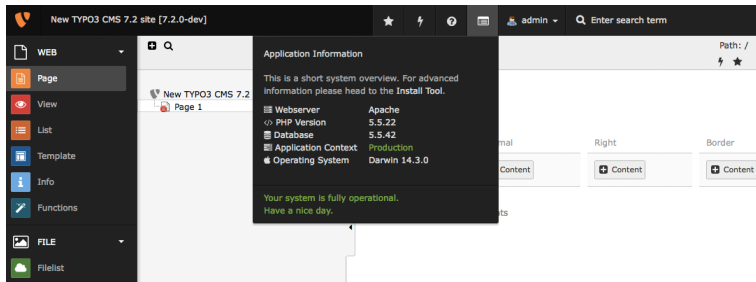 New TYPO3 CMS 7.2 site [7.2.0-dev]
admin
Enter search term
WEB
Page
View
List
Template
Info
Functions
FILE
Filelist
New TYPO3 CMS 7.2
Page 1
Application Information
This is a short system overview. For advanced
information please head to the Install Tool.
Webserver Apache
PHP Version 5.5.22
Database 5.5.42
Application Context Production
Operating System Darwin 14.3.0
Your system is fully operational.
Have a nice day.
Path: /
mal
Right
Border
Content
Content
Content
nts